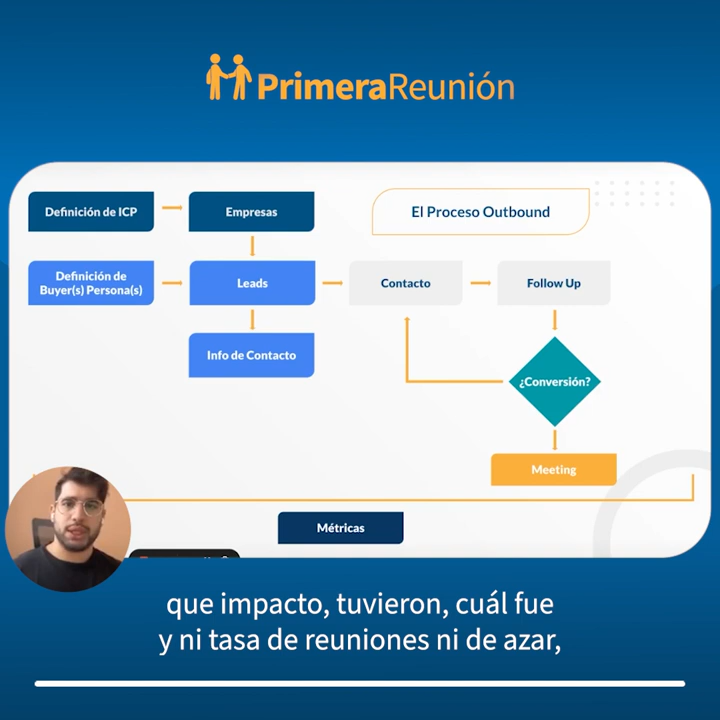 PrimeraReunión
Definición de ICP
Empresas
El Proceso Outbound
Definición de
Buyer(s) Persona(s)
Leads
Contacto
Follow Up
Info de Contacto
¿Conversión?
Meeting
Métricas
que impacto, tuvieron, cuál fue
y ni tasa de reuniones ni de azar,